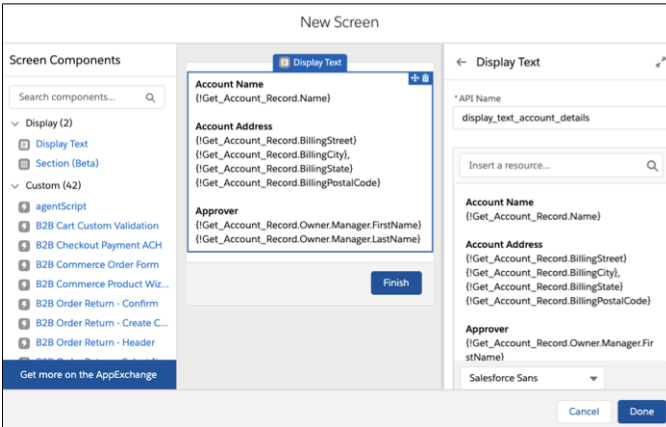 New Screen
Screen Components
Search components...
Display (2)
Display Text
Section (Beta)
Custom (42)
agentScript
B2B Cart Custom Validation
B2B Checkout Payment ACH
B2B Commerce Order Form
B2B Commerce Product Wiz...
B2B Order Return - Confirm
B2B Order Return - Create C...
B2B Order Return - Header
Get more on the AppExchange
Display Text
Account Name
{!Get_Account_Record.Name}
Account Address
{!Get_Account_Record.BillingStreet}
{!Get_Account_Record.BillingCity},
{!Get_Account_Record.BillingState}
{!Get_Account_Record.BillingPostalCode}
Approver
{!Get_Account_Record.Owner.Manager.FirstName}
{!Get_Account_Record.Owner.Manager.LastName}
Finish
Display Text
*API Name
display_text_account_details
Insert a resource...
Account Name
{!Get_Account_Record.Name}
Account Address
{!Get_Account_Record.BillingStreet}
{!Get_Account_Record.BillingCity},
{!Get_Account_Record.BillingState}
{!Get_Account_Record.BillingPostalCode}
Approver
{!Get_Account_Record.Owner.Manager.Fir
stName}
Salesforce Sans
Cancel
Done